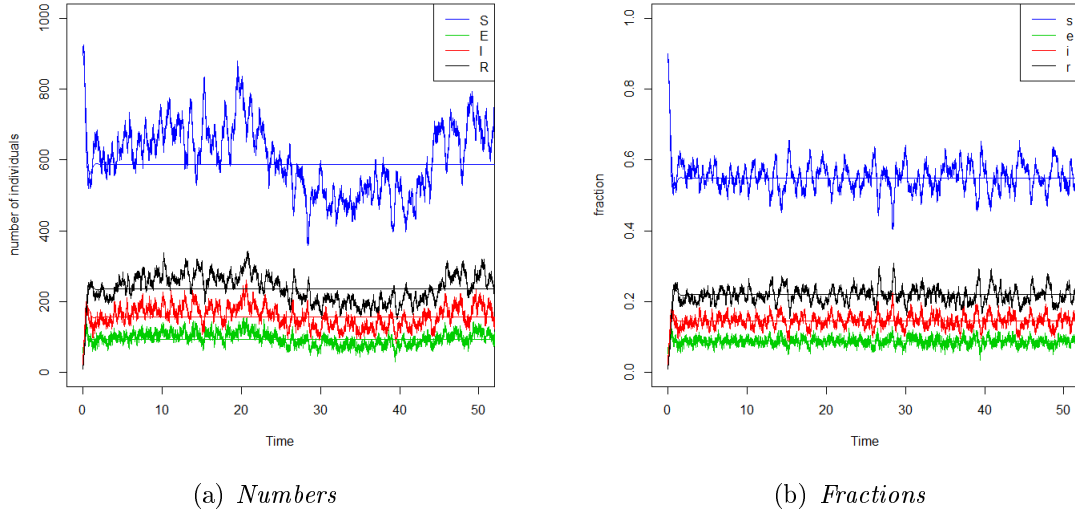 1000
800
600
400
200
0
number of individuals
0 10 20 30 40 50
Time
S
E
I
R
(a) Numbers
1.0
0.8
0.6
0.4
0.2
0.0
fraction
0 10 20 30 40 50
Time
s
e
i
r
(b) Fractions